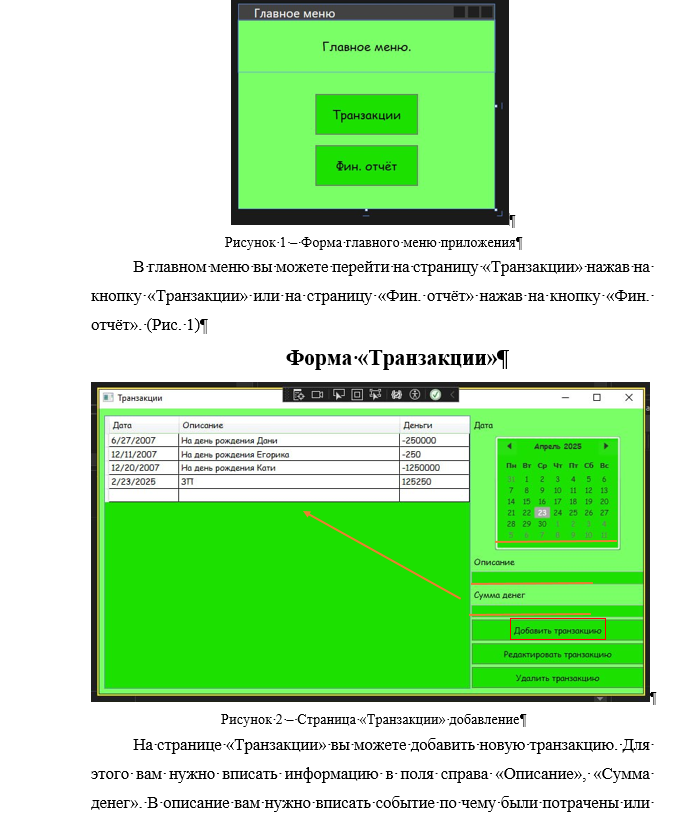 Главное меню
Главное меню.
Транзакции
Фин. отчёт
Рисунок 1 – Форма главного меню приложения¶
В главном меню вы можете перейти на страницу «Транзакции» нажав на
кнопку «Транзакции» или на страницу «Фин. отчёт» нажав на кнопку «Фин.
отчёт». (Рис. 1)¶
Форма «Транзакции»¶
Транзакции
Дата Описание Деньги
6/27/2007 На день рождения Дани -250000
12/11/2007 На день рождения Егорика -250
12/20/2007 На день рождения Кати -1250000
2/23/2025 ЗП 125250
Дата
Апрель 2025
Пн Вт Ср Чт Пт Сб Вс
31 1 2 3 4 5 6
7 8 9 10 11 12 13
14 15 16 17 18 19 20
21 22 23 24 25 26 27
28 29 30 1 2 3 4
5 6 7 8 9 10 11
Описание
Сумма денег
Добавить транзакцию
Редактировать транзакцию
Удалить транзакцию
Рисунок 2 – Страница «Транзакции» добавление¶
На странице «Транзакции» вы можете добавить новую транзакцию. Для
этого вам нужно вписать информацию в поля справа «Описание», «Сумма
денег». В описание вам нужно вписать событие по чему были потрачены или